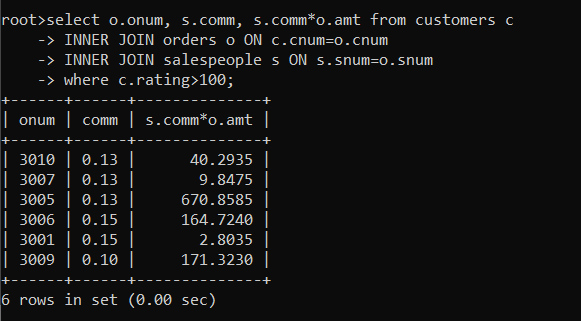 root>select o.onum, s.comm, s.comm*o.amt from customers c
    -> INNER JOIN orders o ON c.cnum=o.cnum
    -> INNER JOIN salespeople s ON s.snum=o.snum
    -> where c.rating>100;
+------+------+--------------+
| onum | comm | s.comm*o.amt |
+------+------+--------------+
| 3010 | 0.13 |      40.2935 |
| 3007 | 0.13 |       9.8475 |
| 3005 | 0.13 |     670.8585 |
| 3006 | 0.15 |     164.7240 |
| 3001 | 0.15 |       2.8035 |
| 3009 | 0.10 |     171.3230 |
+------+------+--------------+
6 rows in set (0.00 sec)